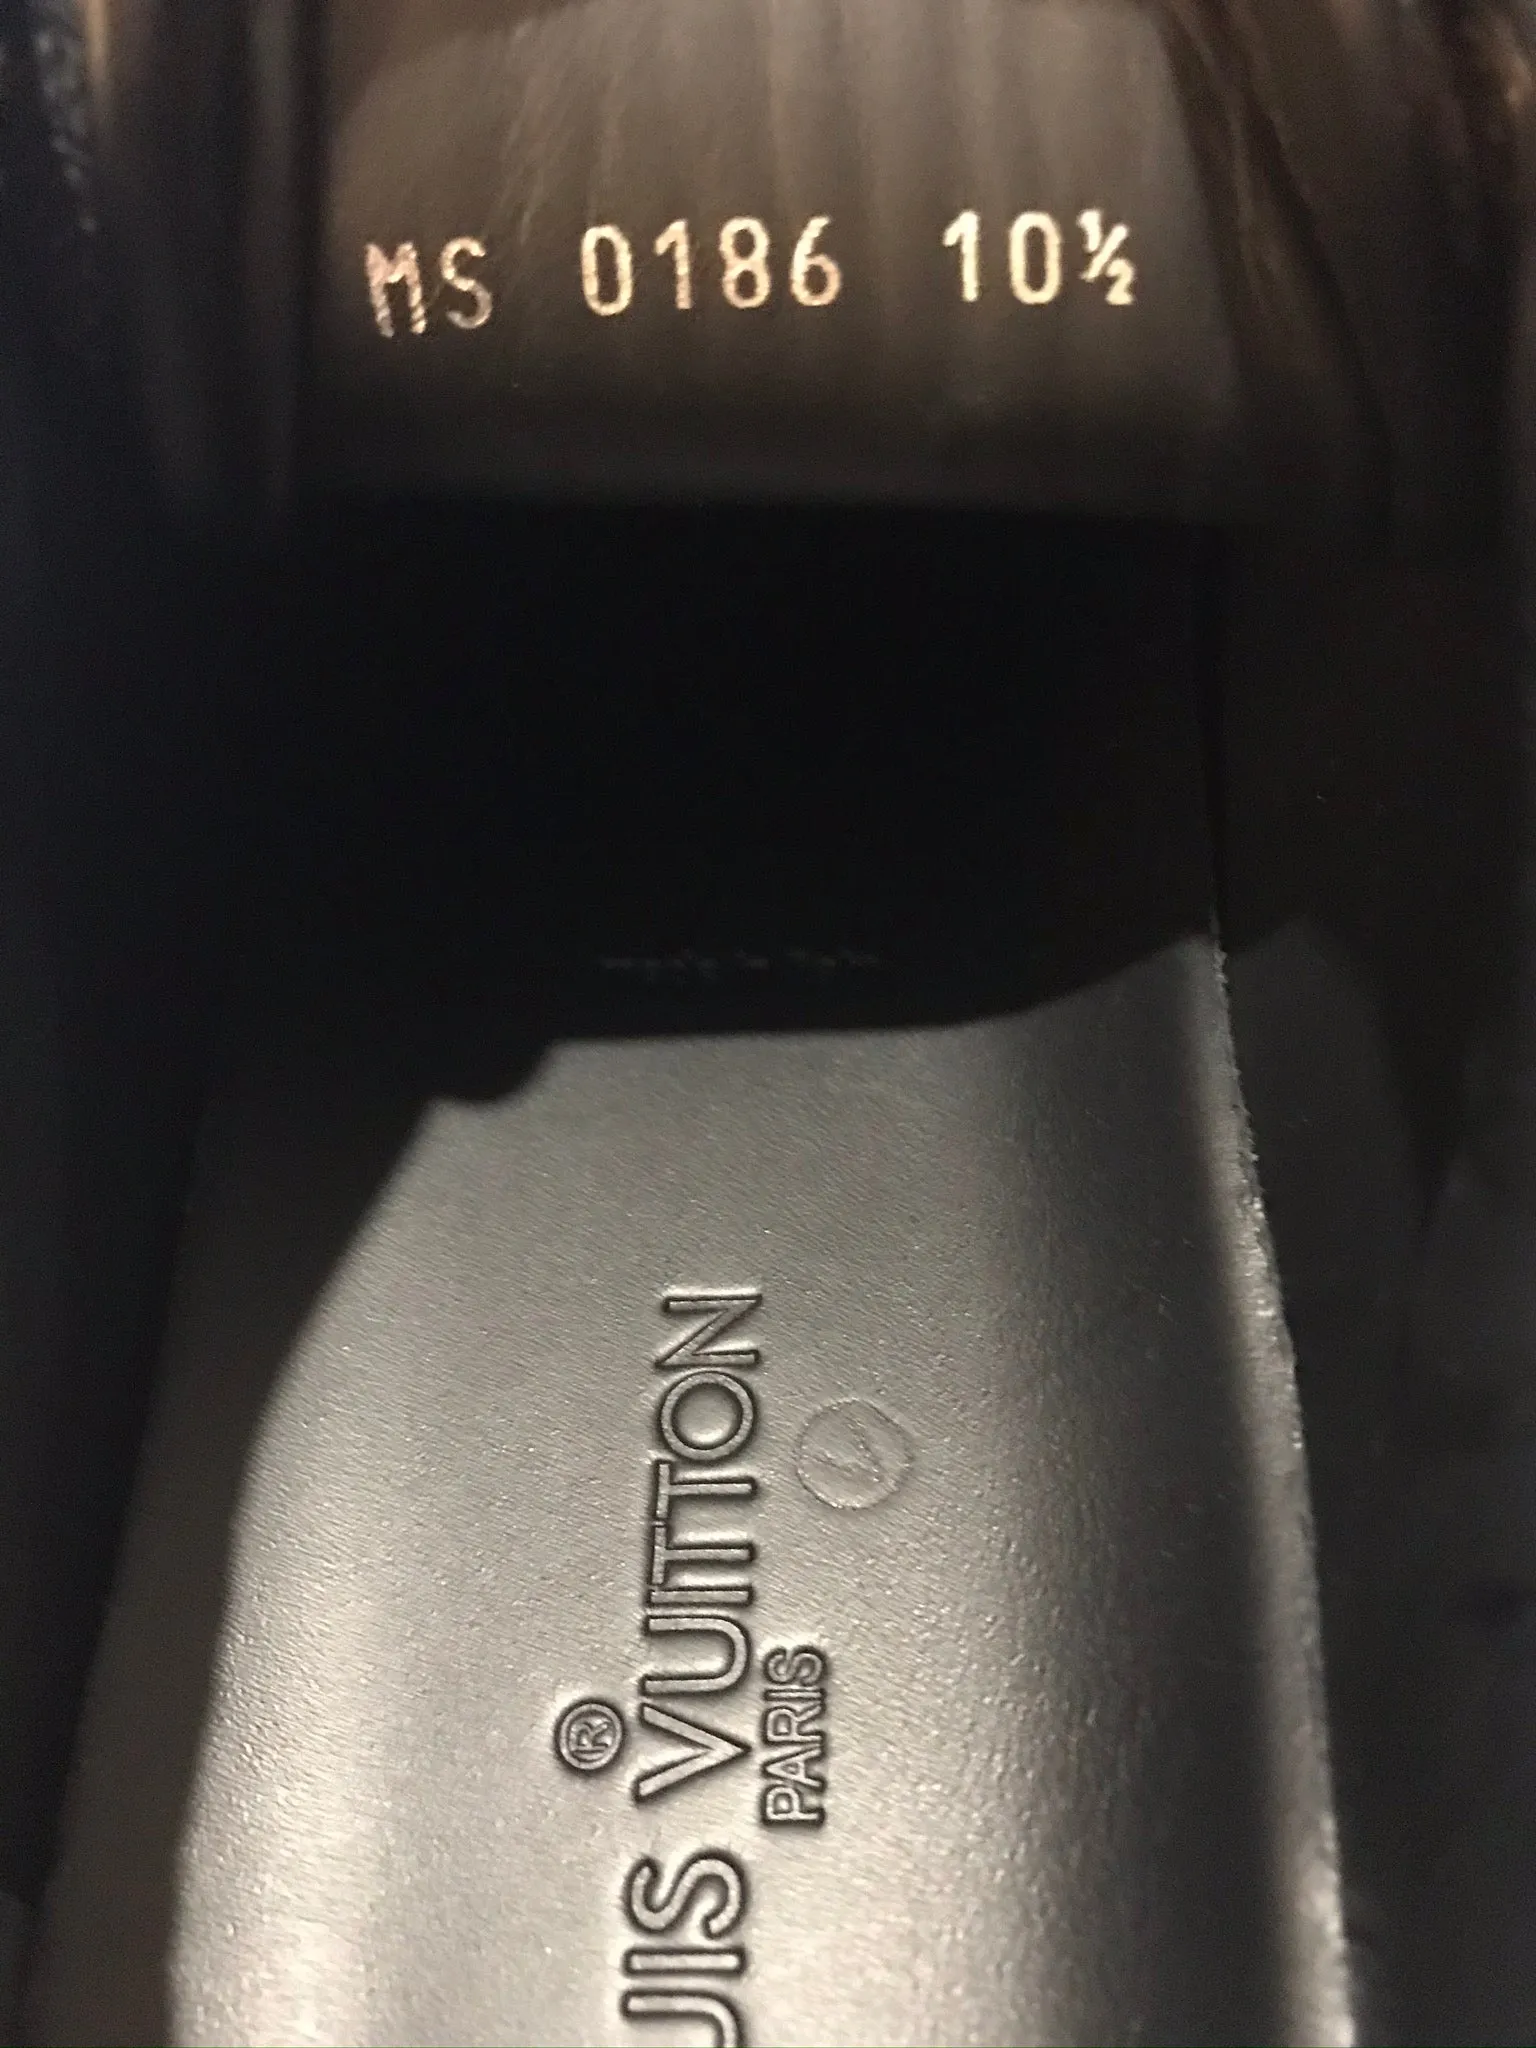 MS 0186 10½
UIS VUITTON®
PARIS